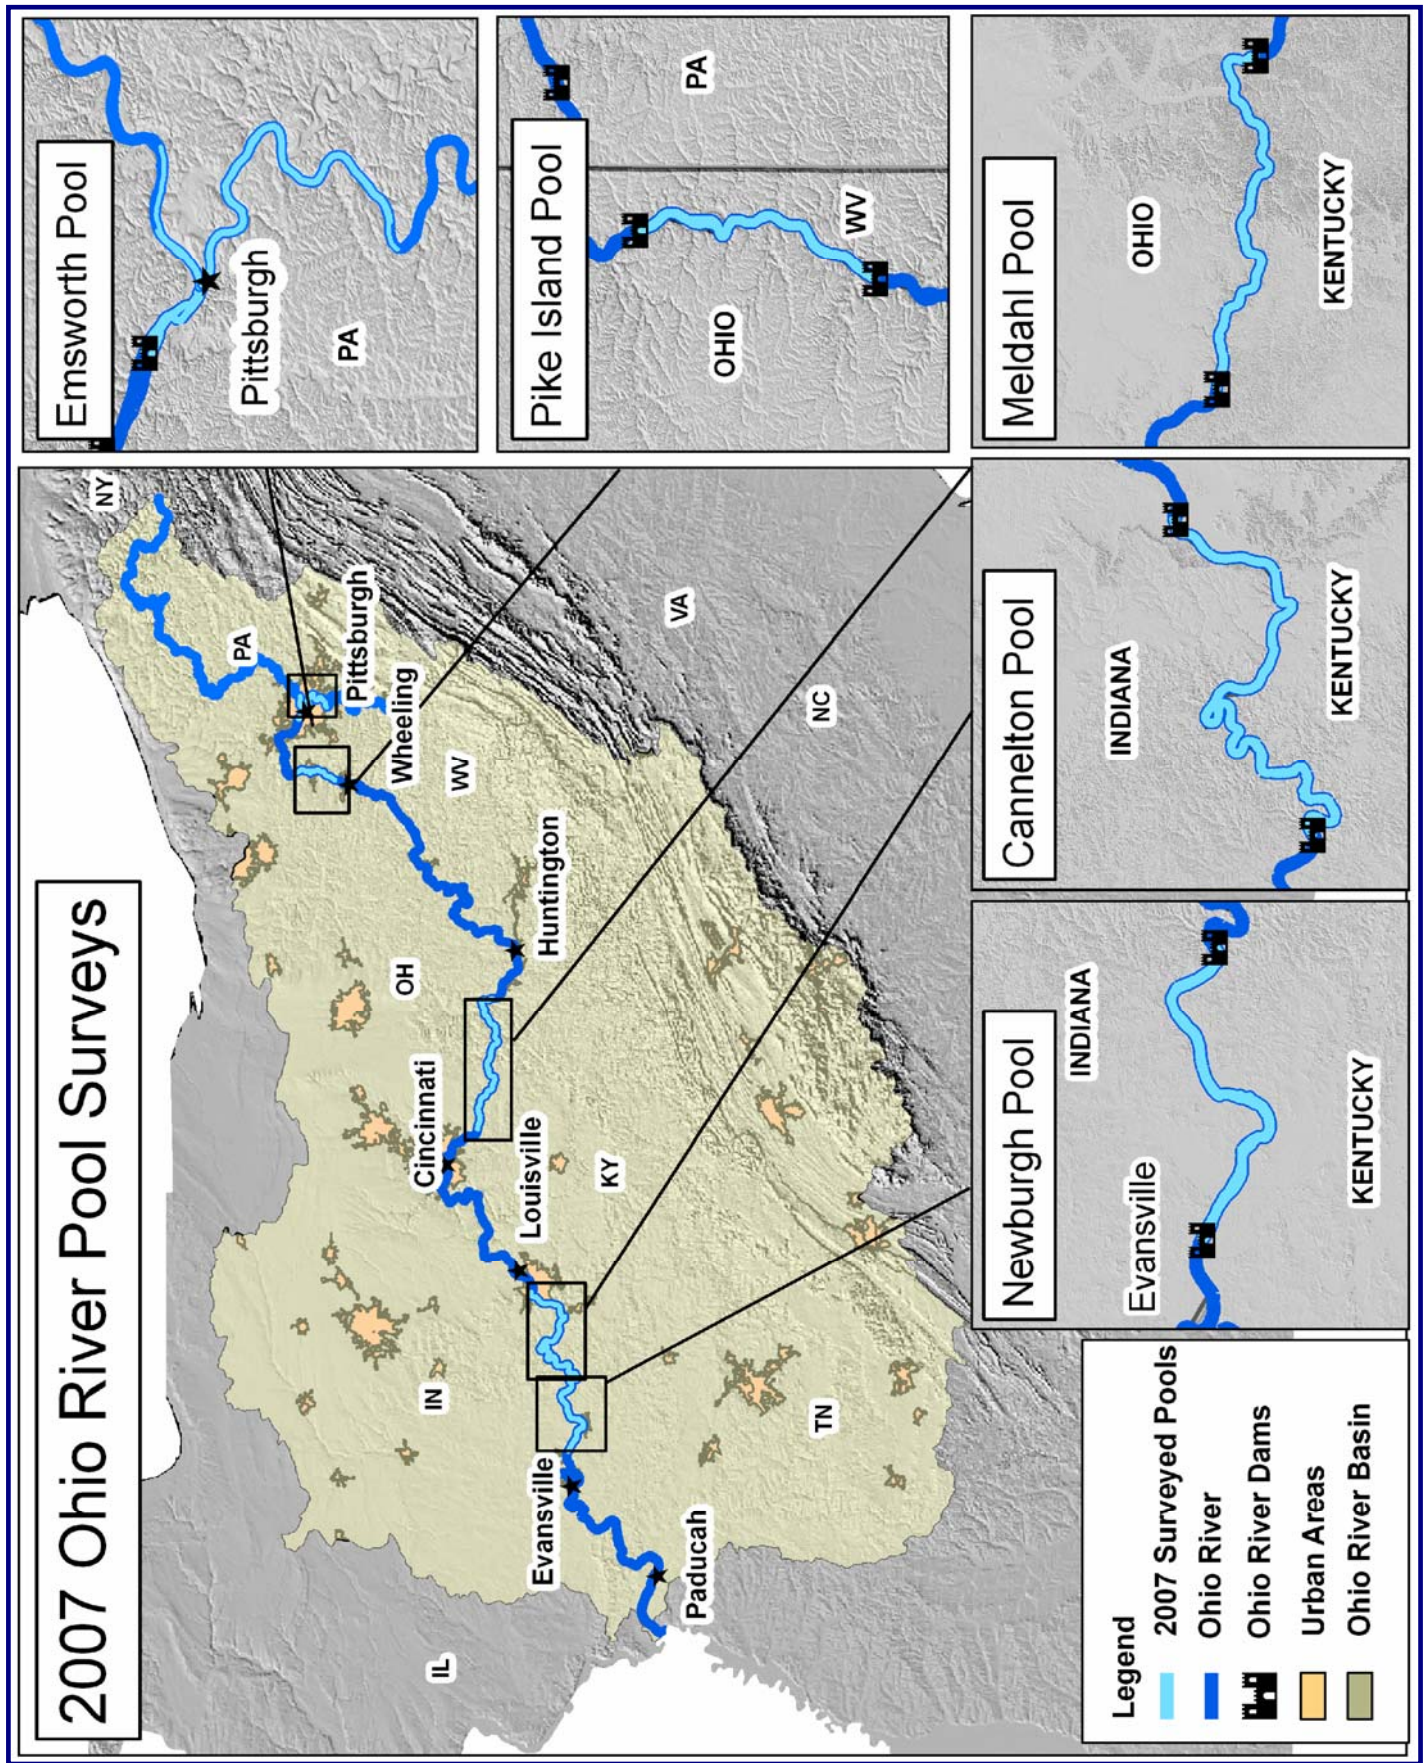 2007 Ohio River Pool Surveys
NY
PA
Pittsburgh
Wheeling
WV
VA
NC
OH
Huntington
Cincinnati
Louisville
KY
IN
TN
Evansville
Paducah
IL
Emsworth Pool
Pittsburgh
PA
Pike Island Pool
PA
WV
OHIO
Meldahl Pool
OHIO
KENTUCKY
Cannelton Pool
INDIANA
KENTUCKY
Newburgh Pool
INDIANA
Evansville
KENTUCKY
Legend
2007 Surveyed Pools
Ohio River
Ohio River Dams
Urban Areas
Ohio River Basin